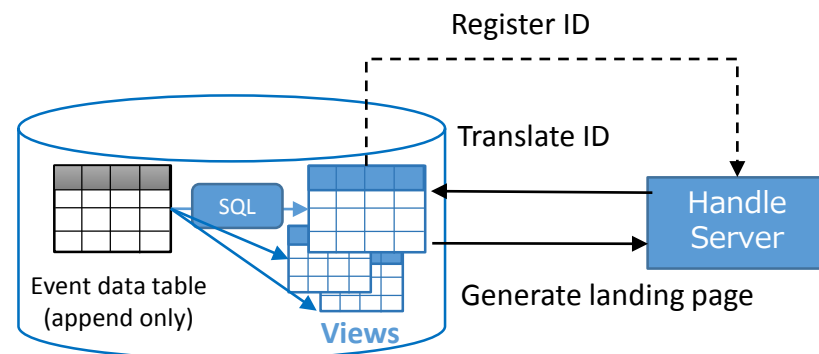 Register ID
Translate ID
SQL
Handle
Server
Event data table
(append only)
Generate landing page
Views